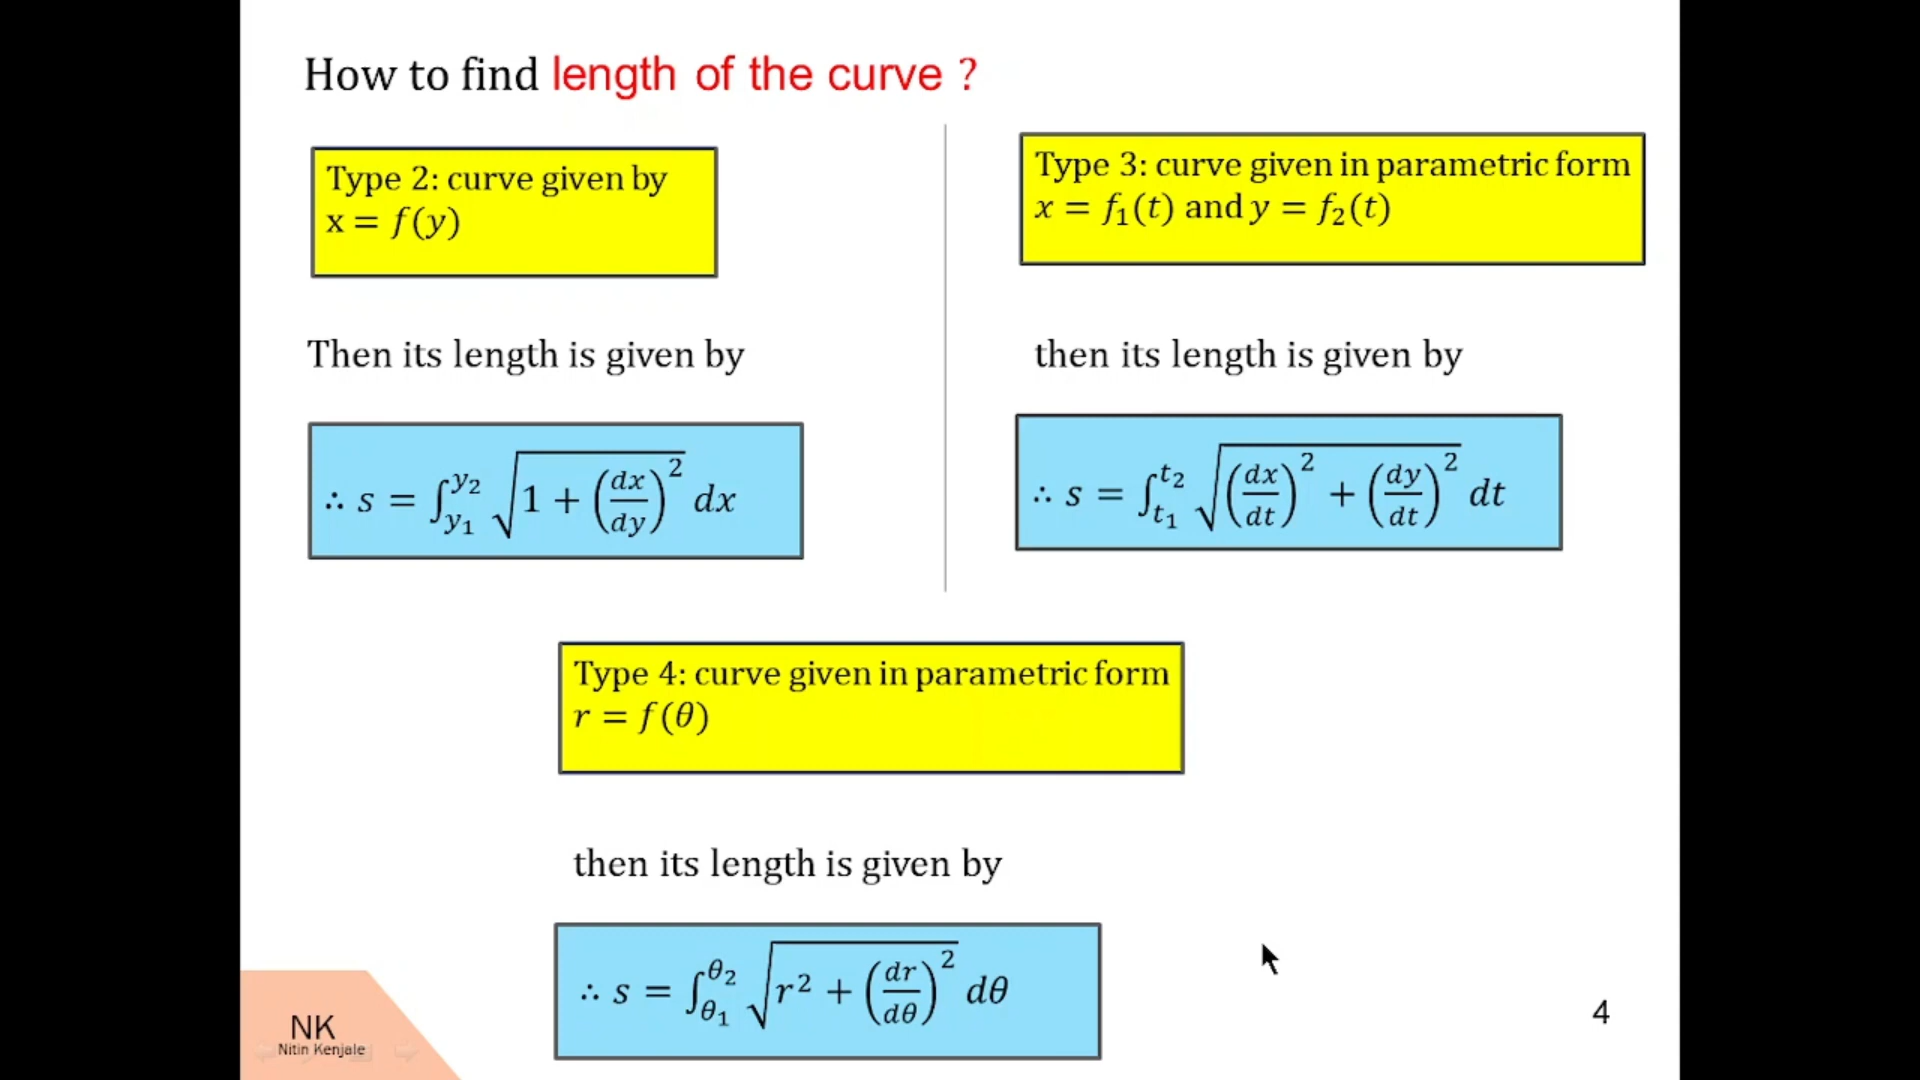 How to find length of the curve ?
Type 2: curve given by
x = f(y)
Then its length is given by
∴ s = ∫_{y₁}^{y₂} √(1 + (dx/dy)²) dx
Type 3: curve given in parametric form
x = f₁(t) and y = f₂(t)
then its length is given by
∴ s = ∫_{t₁}^{t₂} √((dx/dt)² + (dy/dt)²) dt
Type 4: curve given in parametric form
r = f(θ)
then its length is given by
∴ s = ∫_{θ₁}^{θ₂} √(r² + (dr/dθ)²) dθ
NK
Nitin Kenjale
4